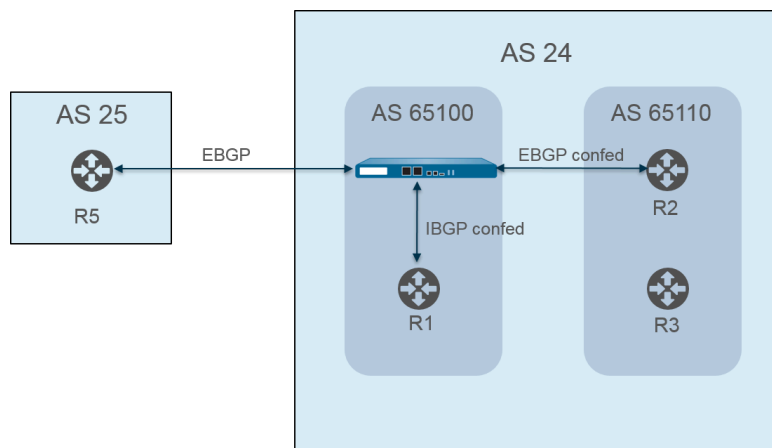 AS 24
AS 25
AS 65100
AS 65110
EBGP
EBGP confed
R5
R2
IBGP confed
R1
R3